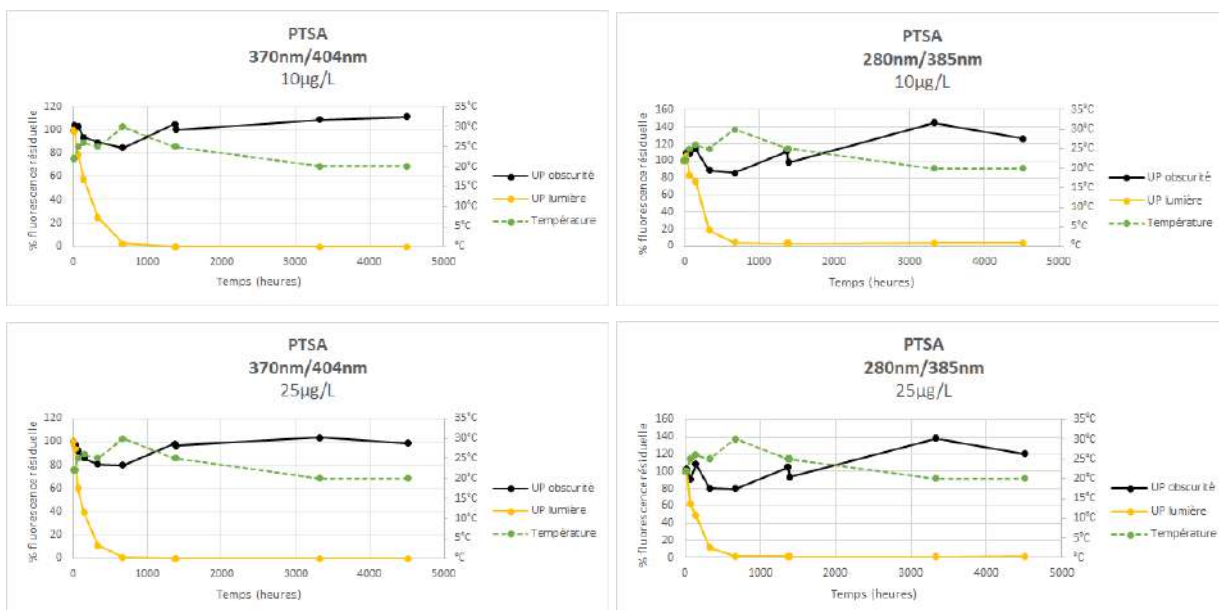 PTSA
370nm/404nm
10µg/L
% fluorescence résiduelle
120
100
80
60
40
20
0
35°C
30°C
25°C
20°C
15°C
10°C
5°C
°C
0
1000
2000
3000
4000
5000
Temps (heures)
UP obscurité
UP lumière
Température
PTSA
280nm/385nm
10µg/L
% fluorescence résiduelle
160
140
120
100
80
60
40
20
0
35°C
30°C
25°C
20°C
15°C
10°C
5°C
°C
0
1000
2000
3000
4000
5000
Temps (heures)
UP obscurité
UP lumière
Température
PTSA
370nm/404nm
25µg/L
% fluorescence résiduelle
120
100
80
60
40
20
0
35°C
30°C
25°C
20°C
15°C
10°C
5°C
°C
0
1000
2000
3000
4000
5000
Temps (heures)
UP obscurité
UP lumière
Température
PTSA
280nm/385nm
25µg/L
% fluorescence résiduelle
160
140
120
100
80
60
40
20
0
35°C
30°C
25°C
20°C
15°C
10°C
5°C
°C
0
1000
2000
3000
4000
5000
Temps (heures)
UP obscurité
UP lumière
Température